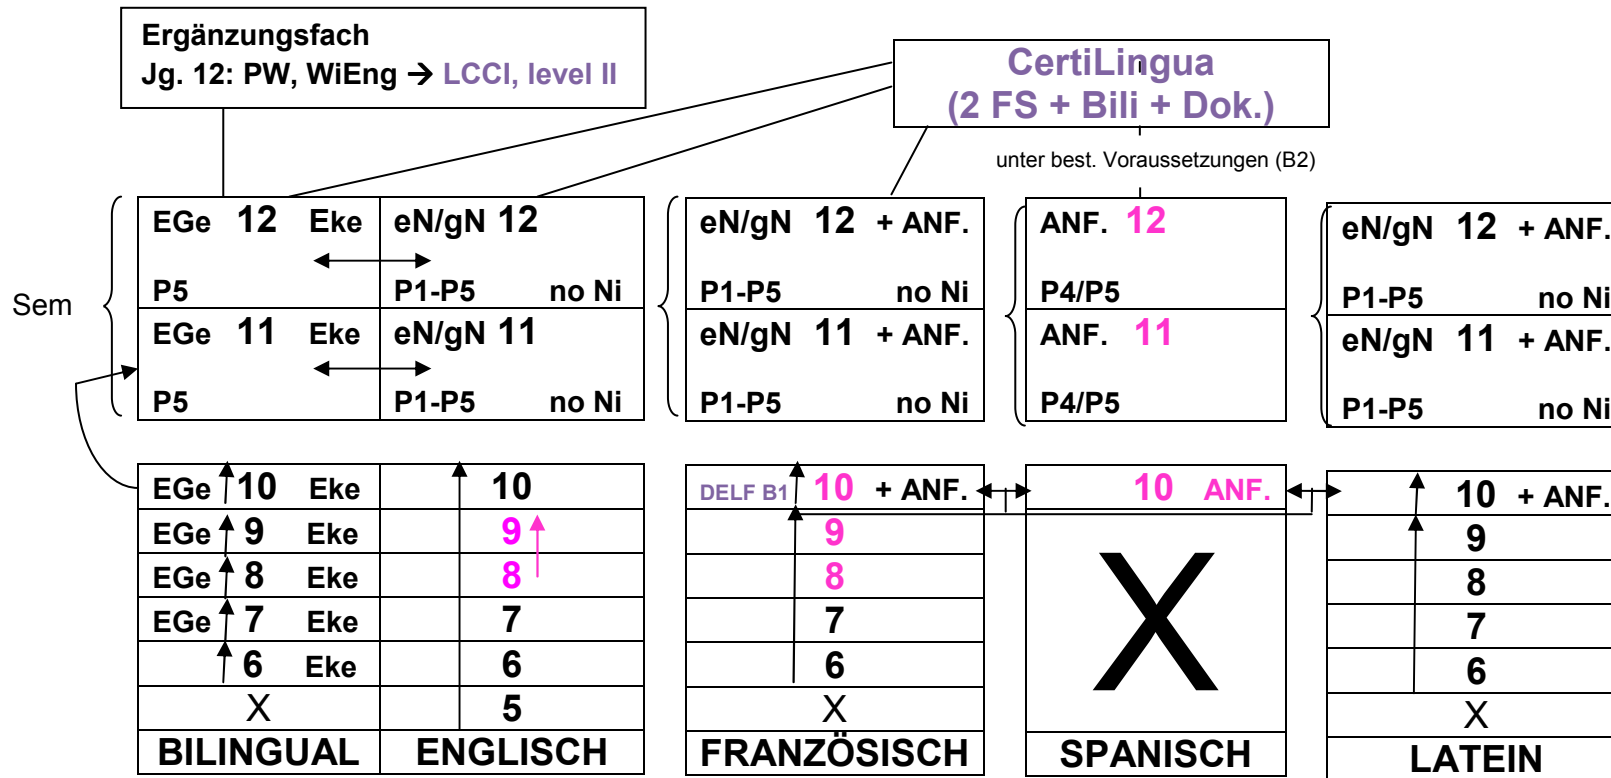 Ergänzungsfach
Jg. 12: PW, WiEng → LCCI, level II
CertiLingua
(2 FS + Bili + Dok.)
unter best. Voraussetzungen (B2)
Sem
EGe 12 Eke eN/gN 12 eN/gN 12 + ANF. ANF. 12 eN/gN 12 + ANF.
P5 P1-P5 no Ni P1-P5 no Ni P4/P5 P1-P5 no Ni
EGe 11 Eke eN/gN 11 eN/gN 11 + ANF. ANF. 11 eN/gN 11 + ANF.
P5 P1-P5 no Ni P1-P5 no Ni P4/P5 P1-P5 no Ni
EGe 10 Eke 10 DELF B1 10 + ANF. 10 ANF. 10 + ANF.
EGe 9 Eke 9 9 9
EGe 8 Eke 8 8 8
EGe 7 Eke 7 7 7
6 Eke 6 6 X 6
X 5 X X
BILINGUAL ENGLISCH FRANZÖSISCH SPANISCH LATEIN